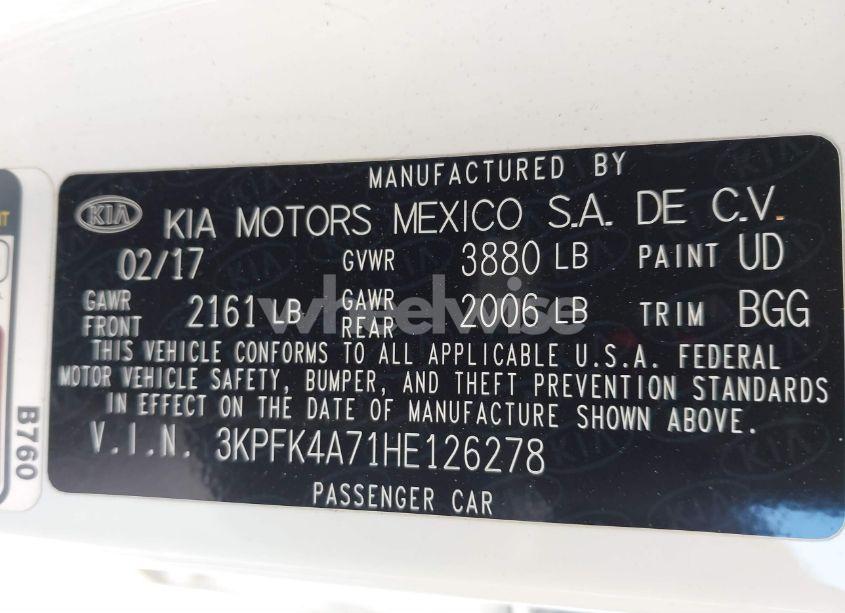 MANUFACTURED BY
KIA KIA MOTORS MEXICO S.A. DE C.V.
02/17 GVWR 3880 LB PAINT UD
GAWR FRONT 2161 LB GAWR REAR 2006 LB TRIM BGG
wheelwise
THIS VEHICLE CONFORMS TO ALL APPLICABLE U.S.A. FEDERAL
MOTOR VEHICLE SAFETY, BUMPER, AND THEFT PREVENTION STANDARDS
IN EFFECT ON THE DATE OF MANUFACTURE SHOWN ABOVE.
V.I.N. 3KPFK4A71HE126278
PASSENGER CAR
B760